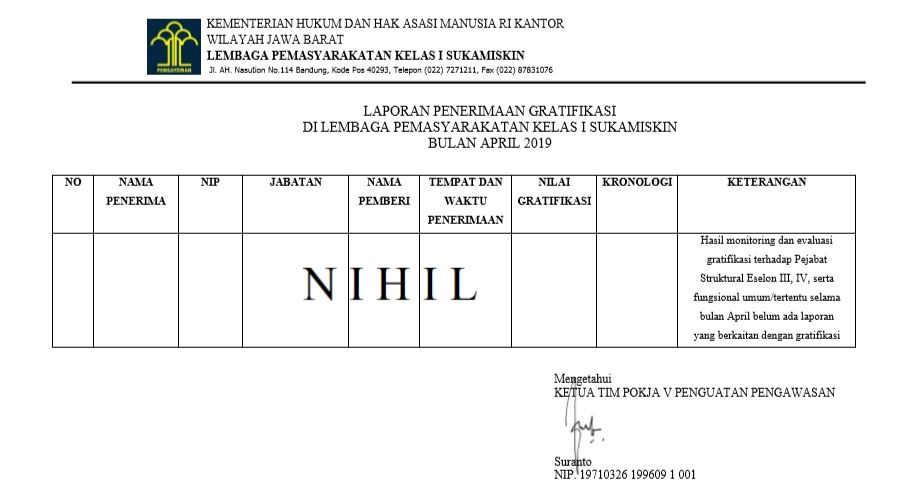 KEMENTERIAN HUKUM DAN HAK ASASI MANUSIA RI KANTOR
WILAYAH JAWA BARAT
LEMBAGA PEMASYARAKATAN KELAS I SUKAMISKIN
Jl. AH. Nasution No.114 Bandung, Kode Pos 40293, Telepon (022) 7271211, Fax (022) 87831076
PENGAYOMAN
LAPORAN PENERIMAAN GRATIFIKASI
DI LEMBAGA PEMASYARAKATAN KELAS I SUKAMISKIN
BULAN APRIL 2019
NO
NAMA
PENERIMA
NIP
JABATAN
NAMA
PEMBERI
TEMPAT DAN
WAKTU
PENERIMAAN
NILAI
GRATIFIKASI
KRONOLOGI
KETERANGAN
N I H I L
Hasil monitoring dan evaluasi
gratifikasi terhadap Pejabat
Struktural Eselon III, IV, serta
fungsional umum/tertentu selama
bulan April belum ada laporan
yang berkaitan dengan gratifikasi
Mengetahui
KETUA TIM POKJA V PENGUATAN PENGAWASAN
Suranto
NIP. 19710326 199609 1 001